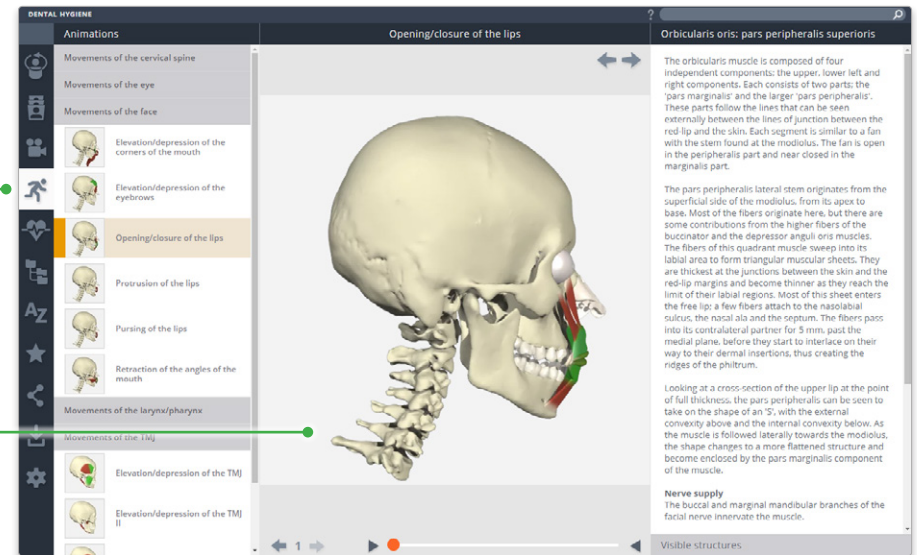 DENTAL HYGIENE
?
Animations
Opening/closure of the lips
Orbicularis oris: pars peripheralis superioris
Movements of the cervical spine
Movements of the eye
Movements of the face
Elevation/depression of the
corners of the mouth
Elevation/depression of the
eyebrows
Opening/closure of the lips
Protrusion of the lips
Pursing of the lips
Retraction of the angles of the
mouth
Movements of the larynx/pharynx
Movements of the TMJ
Elevation/depression of the TMJ
Elevation/depression of the TMJ
II
AZ
1
The orbicularis muscle is composed of four
independent components: the upper, lower left and
right components. Each consists of two parts; the
'pars marginalis' and the larger 'pars peripheralis'.
These parts follow the lines that can be seen
externally between the lines of junction between the
red-lip and the skin. Each segment is similar to a fan
with the stem found at the modiolus. The fan is open
in the peripheralis part and near closed in the
marginalis part.
The pars peripheralis lateral stem originates from the
superficial side of the modiolus, from its apex to
base. Most of the fibers originate here, but there are
some contributions from the higher fibers of the
buccinator and the depressor anguli oris muscles.
The fibers of this quadrant muscle sweep into its
labial area to form triangular muscular sheets. They
are thickest at the junctions between the skin and the
red-lip margins and become thinner as they reach the
limit of their labial regions. Most of this sheet enters
the free lip; a few fibers attach to the nasolabial
sulcus, the nasal ala and the septum. The fibers pass
into its contralateral partner for 5 mm, past the
medial plane, before they start to interlace on their
way to their dermal insertions, thus creating the
ridges of the philtrum.
Looking at a cross-section of the upper lip at the point
of full thickness, the pars peripheralis can be seen to
take on the shape of an 'S', with the external
convexity above and the internal convexity below. As
the muscle is followed laterally towards the modiolus,
the shape changes to a more flattened structure and
become enclosed by the pars marginalis component
of the muscle.
Nerve supply
The buccal and marginal mandibular branches of the
facial nerve innervate the muscle.
Visible structures